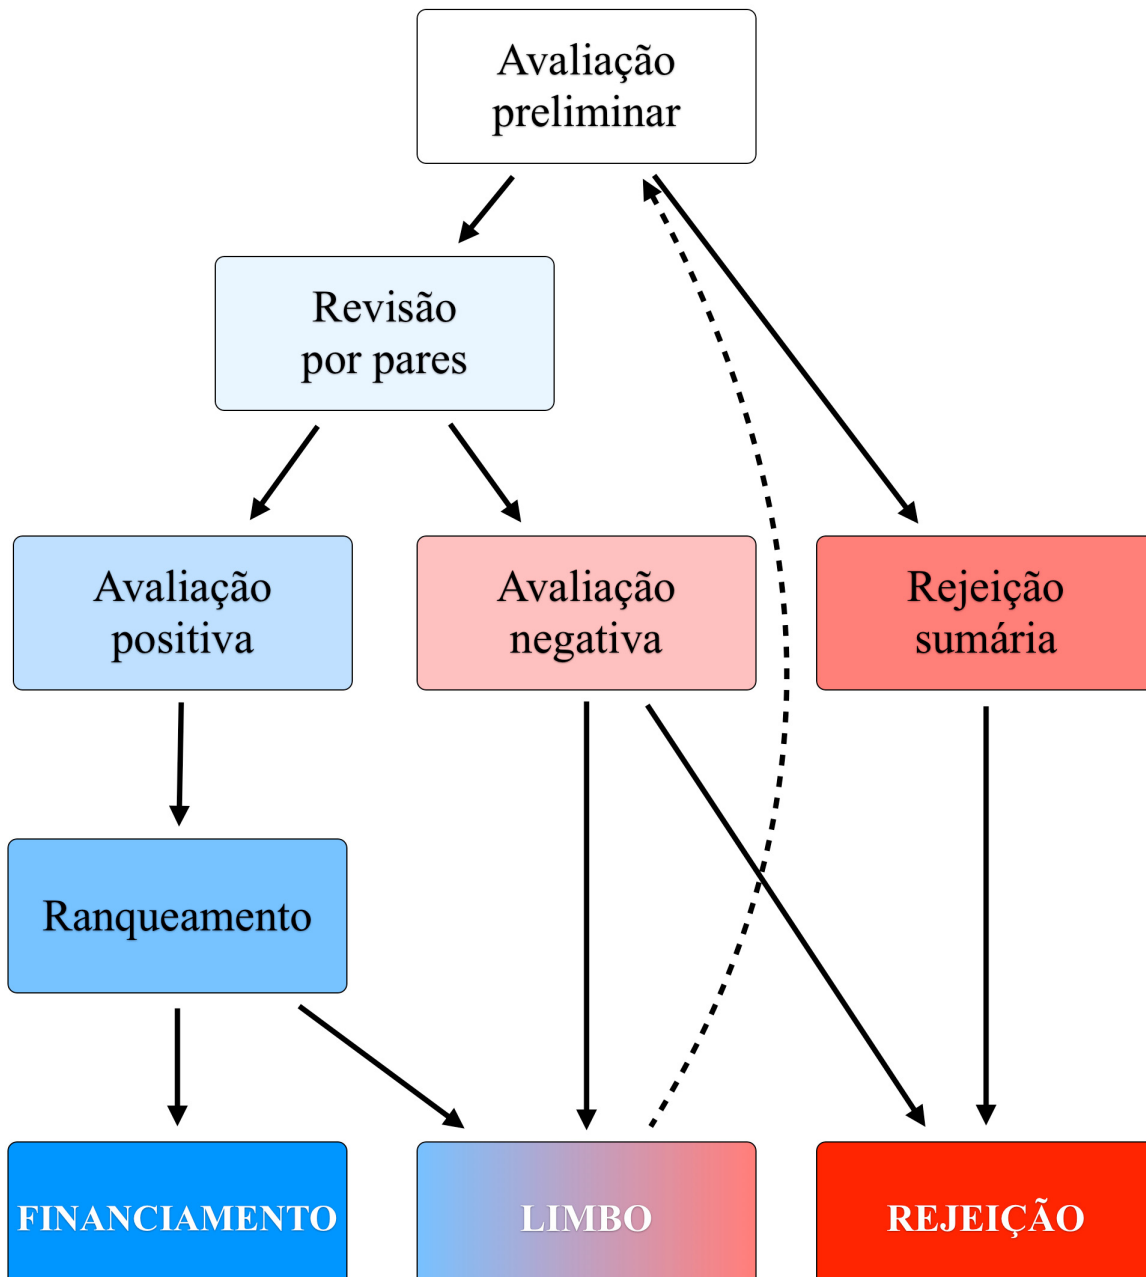 Avaliação
preliminar
Revisão
por pares
Avaliação
positiva
Avaliação
negativa
Rejeição
sumária
Ranqueamento
FINANCIAMENTO
LIMBO
REJEIÇÃO